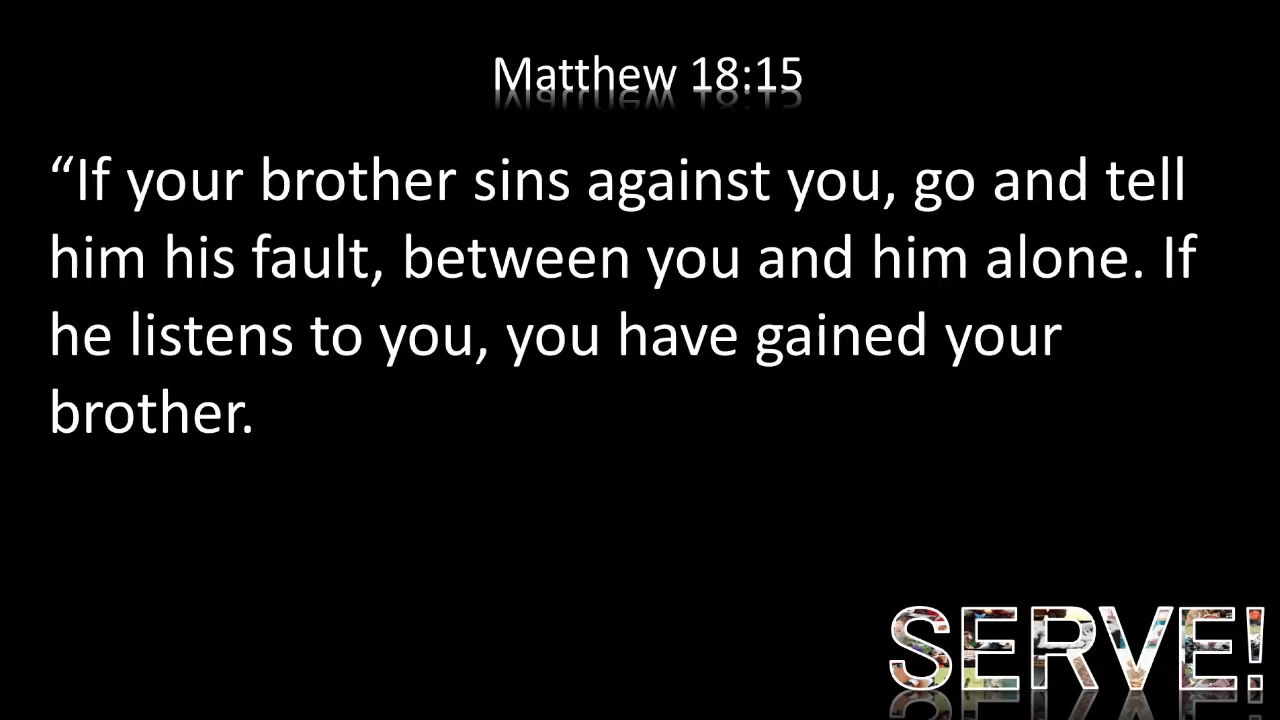 Matthew 18:15
“If your brother sins against you, go and tell
him his fault, between you and him alone. If
he listens to you, you have gained your
brother.
SERVE!